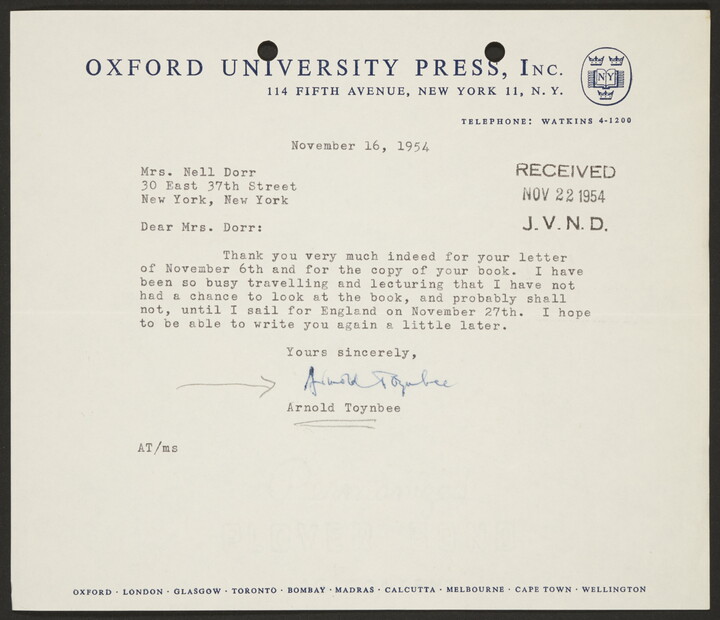 OXFORD UNIVERSITY PRESS, INC.
114 FIFTH AVENUE, NEW YORK 11, N. Y.
NY
TELEPHONE: WATKINS 4-1200
November 16, 1954
Mrs. Nell Dorr
30 East 37th Street
New York, New York
RECEIVED
NOV 22 1954
J. V. N. D.
Dear Mrs. Dorr:
Thank you very much indeed for your letter
of November 6th and for the copy of your book. I have
been so busy travelling and lecturing that I have not
had a chance to look at the book, and probably shall
not, until I sail for England on November 27th. I hope
to be able to write you again a little later.
Yours sincerely,
Arnold Toynbee
Arnold Toynbee
AT/ms
OXFORD · LONDON · GLASGOW · TORONTO · BOMBAY · MADRAS · CALCUTTA · MELBOURNE · CAPE TOWN · WELLINGTON